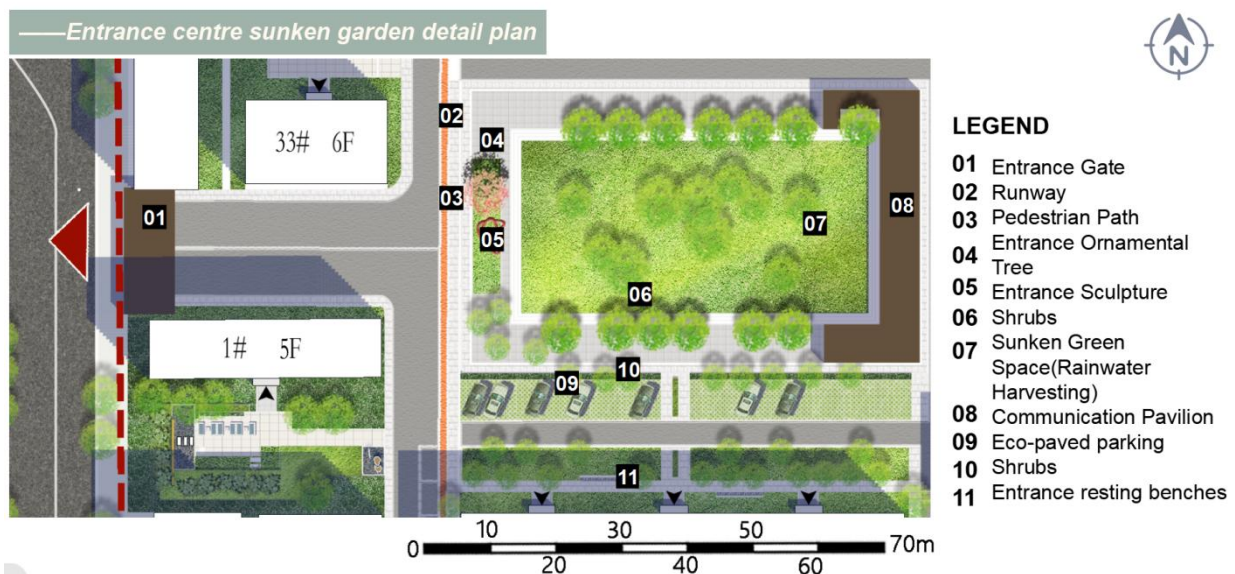 ——Entrance centre sunken garden detail plan
N
33# 6F
02
04
03
01
05
07
08
06
1# 5F
10
09
11
LEGEND
01 Entrance Gate
02 Runway
03 Pedestrian Path
04 Entrance Ornamental
Tree
05 Entrance Sculpture
06 Shrubs
07 Sunken Green
Space(Rainwater
Harvesting)
08 Communication Pavilion
09 Eco-paved parking
10 Shrubs
11 Entrance resting benches
10 30 50
0 70m
20 40 60